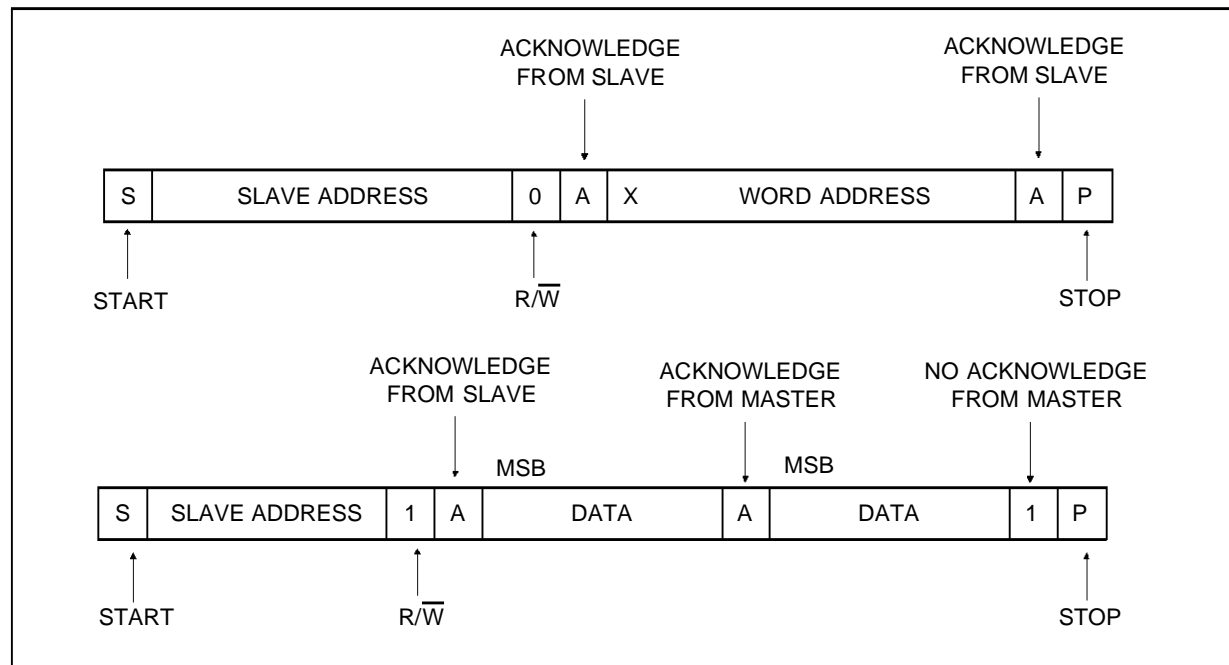 ACKNOWLEDGE
FROM SLAVE
ACKNOWLEDGE
FROM SLAVE
S SLAVE ADDRESS 0 A X WORD ADDRESS A P
START
R/W̅
STOP
ACKNOWLEDGE
FROM SLAVE
ACKNOWLEDGE
FROM MASTER
NO ACKNOWLEDGE
FROM MASTER
MSB MSB
S SLAVE ADDRESS 1 A DATA A DATA 1 P
START
R/W̅
STOP